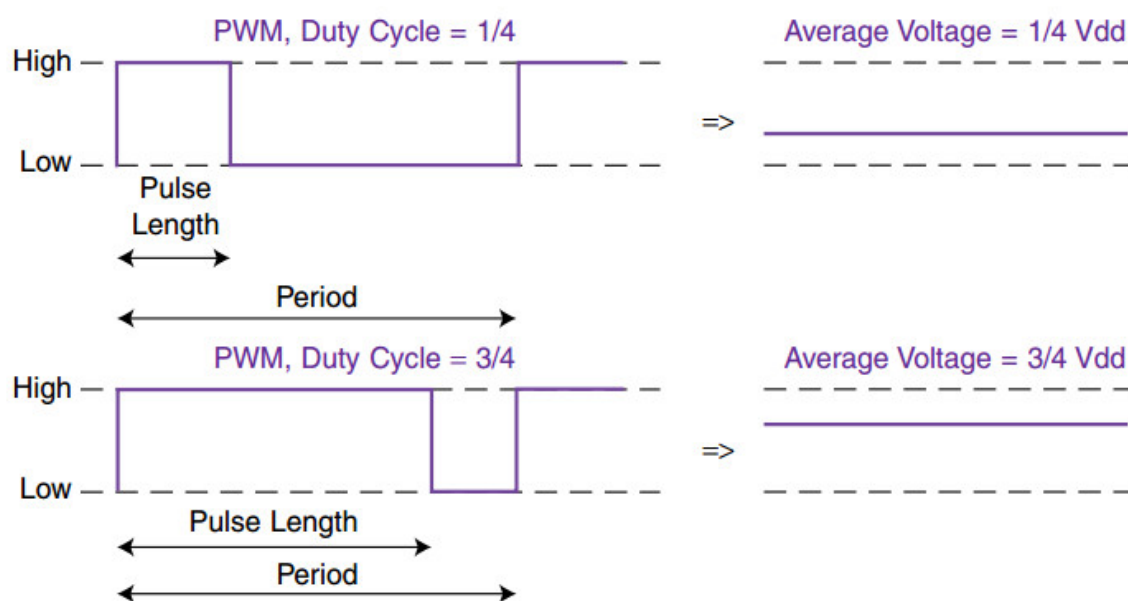 PWM, Duty Cycle = 1/4
Average Voltage = 1/4 Vdd
High
=>
Low
Pulse
Length
Period
PWM, Duty Cycle = 3/4
Average Voltage = 3/4 Vdd
High
=>
Low
Pulse Length
Period